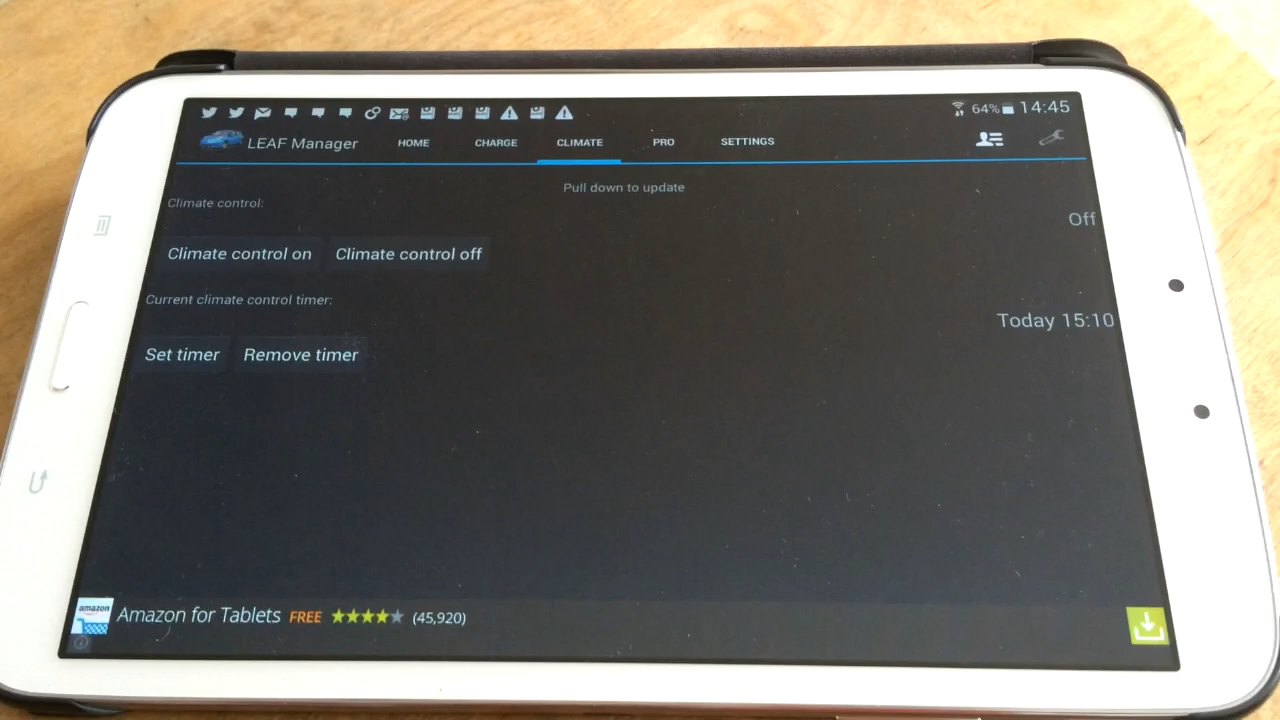 64% 14:45
LEAF Manager HOME CHARGE CLIMATE PRO SETTINGS
Pull down to update
Climate control:
Off
Climate control on Climate control off
Current climate control timer:
Today 15:10
Set timer Remove timer
amazon Amazon for Tablets FREE (45,920)